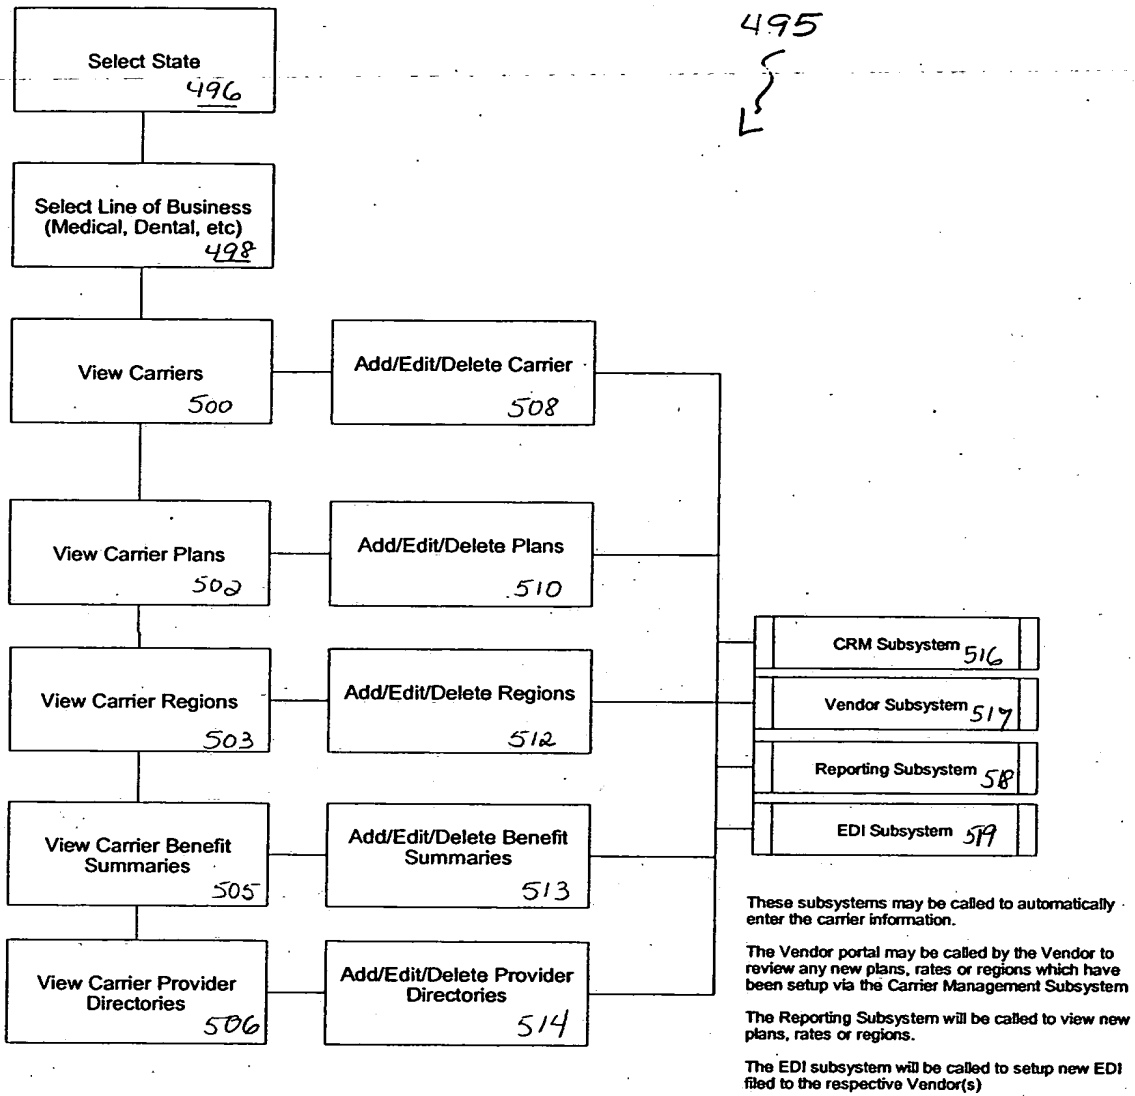 495
Select State
496
Select Line of Business
(Medical, Dental, etc)
498
View Carriers
500
Add/Edit/Delete Carrier
508
View Carrier Plans
502
Add/Edit/Delete Plans
510
View Carrier Regions
503
Add/Edit/Delete Regions
512
View Carrier Benefit
Summaries
505
Add/Edit/Delete Benefit
Summaries
513
View Carrier Provider
Directories
506
Add/Edit/Delete Provider
Directories
514
CRM Subsystem 516
Vendor Subsystem 517
Reporting Subsystem 518
EDI Subsystem 519
These subsystems may be called to automatically
enter the carrier information.
The Vendor portal may be called by the Vendor to
review any new plans, rates or regions which have
been setup via the Carrier Management Subsystem
The Reporting Subsystem will be called to view new
plans, rates or regions.
The EDI subsystem will be called to setup new EDI
filed to the respective Vendor(s)